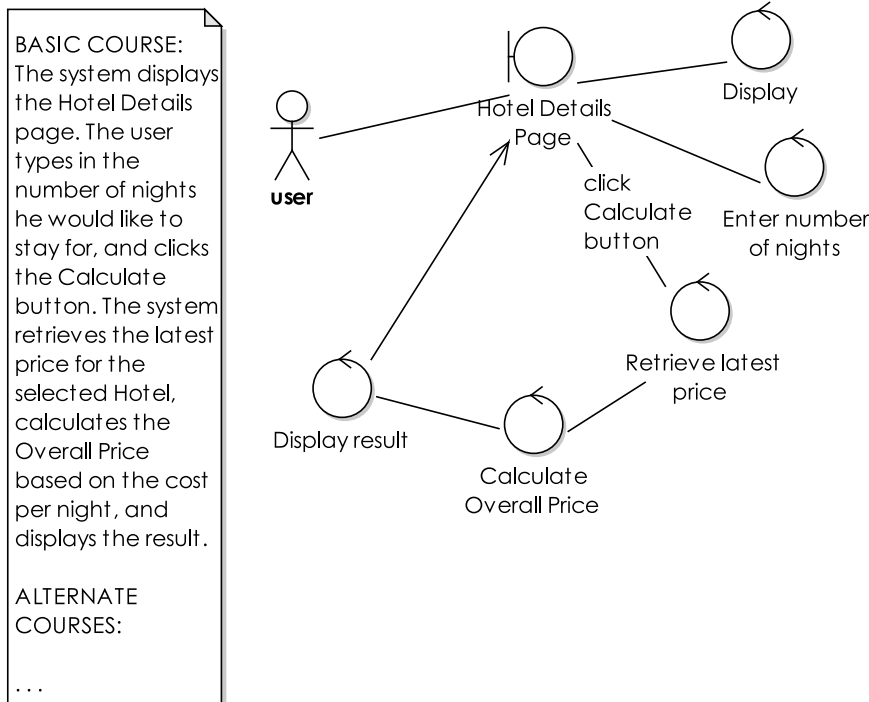 BASIC COURSE:
The system displays
the Hotel Details
page. The user
types in the
number of nights
he would like to
stay for, and clicks
the Calculate
button. The system
retrieves the latest
price for the
selected Hotel,
calculates the
Overall Price
based on the cost
per night, and
displays the result.
ALTERNATE
COURSES:
. . .
user
Hotel Details
Page
Display
Enter number
of nights
click
Calculate
button
Retrieve latest
price
Calculate
Overall Price
Display result